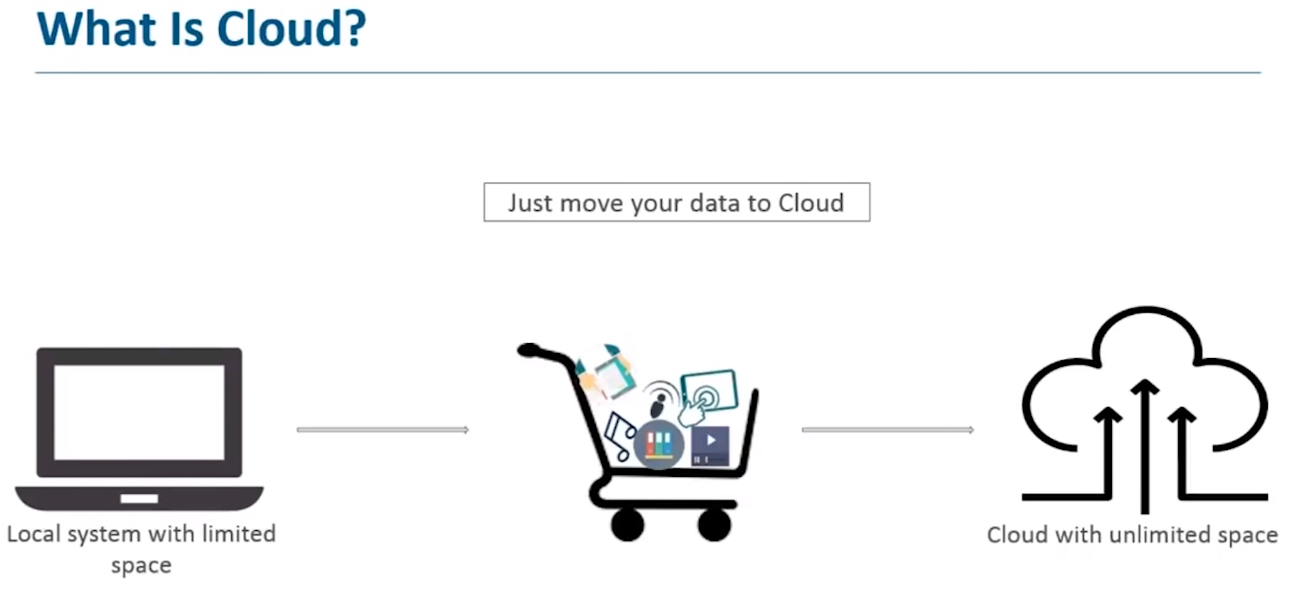 What Is Cloud?
Just move your data to Cloud
Local system with limited
space
Cloud with unlimited space